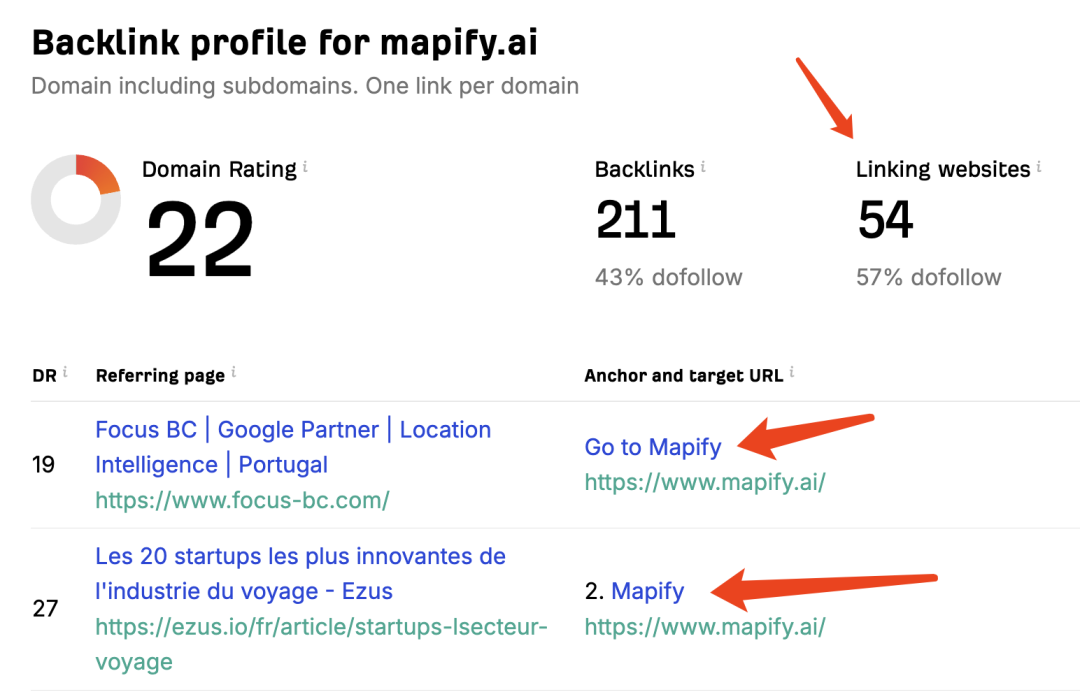 Backlink profile for mapify.ai
Domain including subdomains. One link per domain
Domain Rating i
22
Backlinks i
211
43% dofollow
Linking websites i
54
57% dofollow
DR i
Referring page i
Anchor and target URL i
19
Focus BC | Google Partner | Location
Intelligence | Portugal
https://www.focus-bc.com/
Go to Mapify
https://www.mapify.ai/
27
Les 20 startups les plus innovantes de
l'industrie du voyage - Ezus
https://ezus.io/fr/article/startups-lsecteur-
voyage
2. Mapify
https://www.mapify.ai/